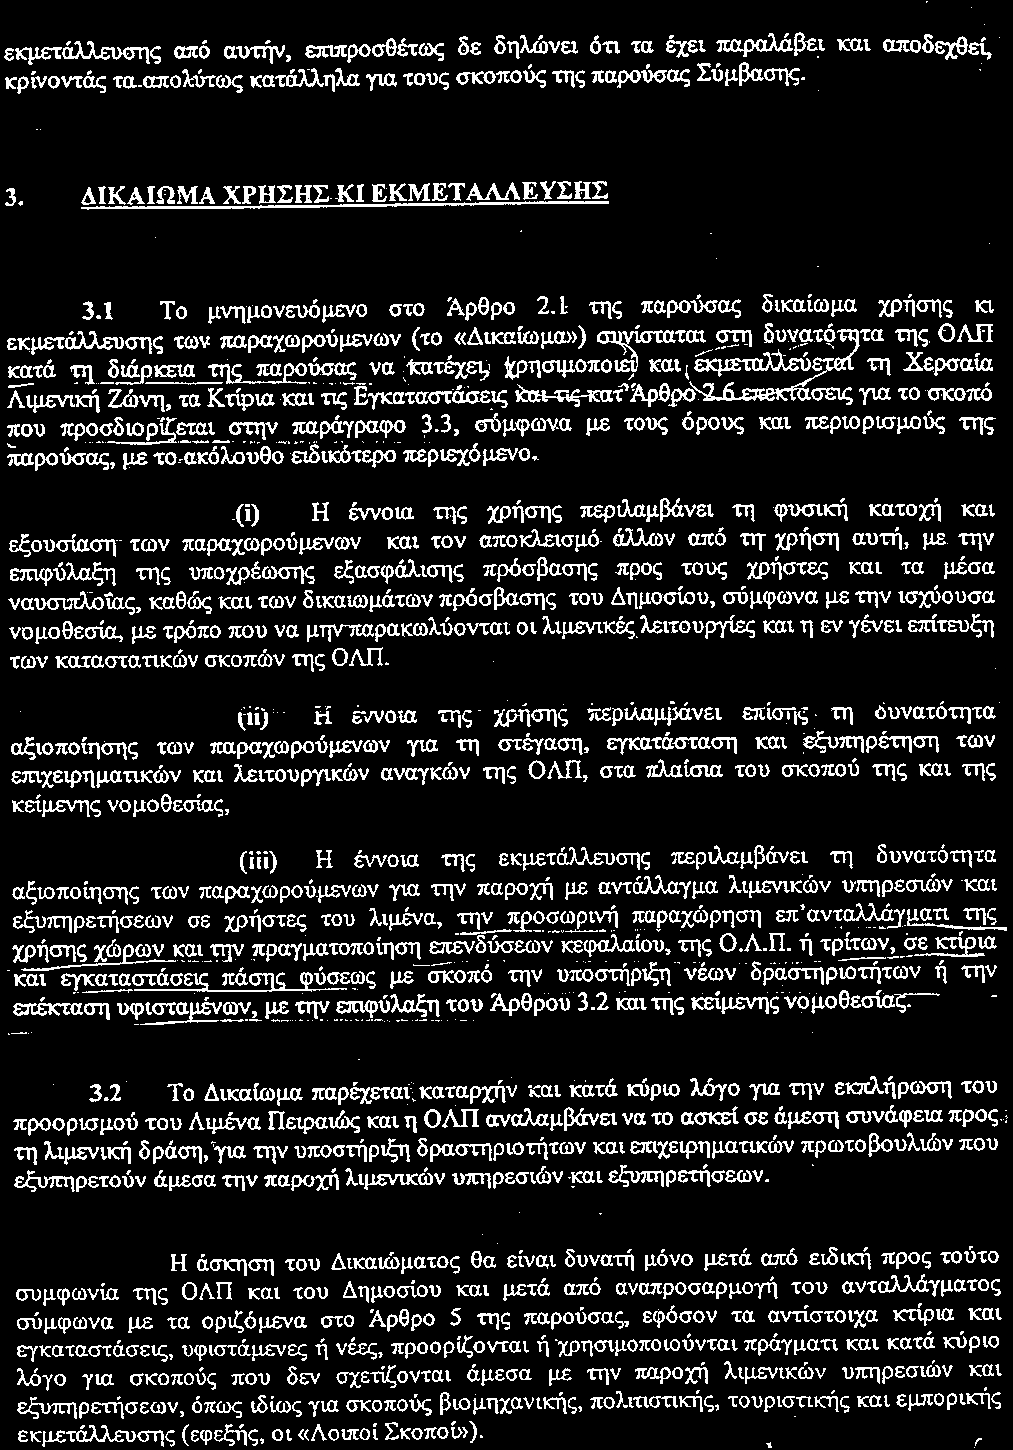 εκμετάλλευσης από αυτήν, επιπροσθέτως δε δηλώνει ότι τα έχει παραλάβει και αποδεχθεί,
κρίνοντάς τα απολύτως κατάλληλα για τους σκοπούς της παρούσας Σύμβασης.
3. ΔΙΚΑΙΩΜΑ ΧΡΗΣΗΣ ΚΙ ΕΚΜΕΤΑΛΛΕΥΣΗΣ
3.1 Το μνημονευόμενο στο Άρθρο 2.1 της παρούσας δικαίωμα χρήσης κι
εκμετάλλευσης των παραχωρούμενων (το «Δικαίωμα») συνίσταται στη δυνατότητα της ΟΛΠ
κατά τη διάρκεια της παρούσας να κατέχει, χρησιμοποιεί και εκμεταλλεύεται τη Χερσαία
Λιμενική Ζώνη, τα Κτίρια και τις Εγκαταστάσεις και τις κατ' Άρθρο 2.6 επεκτάσεις για το σκοπό
που προσδιορίζεται στην παράγραφο 3.3, σύμφωνα με τους όρους και περιορισμούς της
παρούσας, με το ακόλουθο ειδικότερο περιεχόμενο.
(i) Η έννοια της χρήσης περιλαμβάνει τη φυσική κατοχή και
εξουσίαση των παραχωρούμενων και τον αποκλεισμό άλλων από τη χρήση αυτή, με την
επιφύλαξη της υποχρέωσης εξασφάλισης πρόσβασης προς τους χρήστες και τα μέσα
ναυσιπλοΐας, καθώς και των δικαιωμάτων πρόσβασης του Δημοσίου, σύμφωνα με την ισχύουσα
νομοθεσία, με τρόπο που να μην παρακωλύονται οι λιμενικές λειτουργίες και η εν γένει επίτευξη
των καταστατικών σκοπών της ΟΛΠ.
(ii) Η έννοια της χρήσης περιλαμβάνει επίσης τη δυνατότητα
αξιοποίησης των παραχωρούμενων για τη στέγαση, εγκατάσταση και εξυπηρέτηση των
επιχειρηματικών και λειτουργικών αναγκών της ΟΛΠ, στα πλαίσια του σκοπού της και της
κείμενης νομοθεσίας,
(iii) Η έννοια της εκμετάλλευσης περιλαμβάνει τη δυνατότητα
αξιοποίησης των παραχωρούμενων για την παροχή με αντάλλαγμα λιμενικών υπηρεσιών και
εξυπηρετήσεων σε χρήστες του λιμένα, την προσωρινή παραχώρηση επ' ανταλλάγματι της
χρήσης χώρων και την πραγματοποίηση επενδύσεων κεφαλαίου, της Ο.Λ.Π. ή τρίτων, σε κτίρια
και εγκαταστάσεις πάσης φύσεως με σκοπό την υποστήριξη νέων δραστηριοτήτων ή την
επέκταση υφισταμένων, με την επιφύλαξη του Άρθρου 3.2 και της κείμενης νομοθεσίας.
3.2 Το Δικαίωμα παρέχεται καταρχήν και κατά κύριο λόγο για την εκπλήρωση του
προορισμού του Λιμένα Πειραιώς και η ΟΛΠ αναλαμβάνει να το ασκεί σε άμεση συνάφεια προς
τη λιμενική δράση, για την υποστήριξη δραστηριοτήτων και επιχειρηματικών πρωτοβουλιών που
εξυπηρετούν άμεσα την παροχή λιμενικών υπηρεσιών και εξυπηρετήσεων.
Η άσκηση του Δικαιώματος θα είναι δυνατή μόνο μετά από ειδική προς τούτο
συμφωνία της ΟΛΠ και του Δημοσίου και μετά από αναπροσαρμογή του ανταλλάγματος
σύμφωνα με τα οριζόμενα στο Άρθρο 5 της παρούσας, εφόσον τα αντίστοιχα κτίρια και
εγκαταστάσεις, υφιστάμενες ή νέες, προορίζονται ή χρησιμοποιούνται πράγματι και κατά κύριο
λόγο για σκοπούς που δεν σχετίζονται άμεσα με την παροχή λιμενικών υπηρεσιών και
εξυπηρετήσεων, όπως ιδίως για σκοπούς βιομηχανικής, πολιτιστικής, τουριστικής και εμπορικής
εκμετάλλευσης (εφεξής, οι «Λοιποί Σκοποί»).